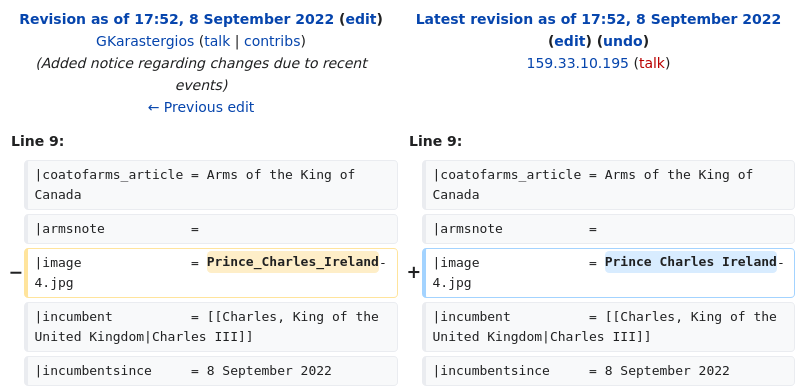 Revision as of 17:52, 8 September 2022 (edit)
GKarastergios (talk | contribs)
(Added notice regarding changes due to recent
events)
← Previous edit
Latest revision as of 17:52, 8 September 2022
(edit) (undo)
159.33.10.195 (talk)
Line 9:
Line 9:
|coatofarms_article = Arms of the King of
Canada
|coatofarms_article = Arms of the King of
Canada
|armsnote           =
|armsnote           =
− |image              = Prince_Charles_Ireland-
4.jpg
+ |image              = Prince Charles Ireland-
4.jpg
|incumbent          = [[Charles, King of the
United Kingdom|Charles III]]
|incumbent          = [[Charles, King of the
United Kingdom|Charles III]]
|incumbentsince     = 8 September 2022
|incumbentsince     = 8 September 2022